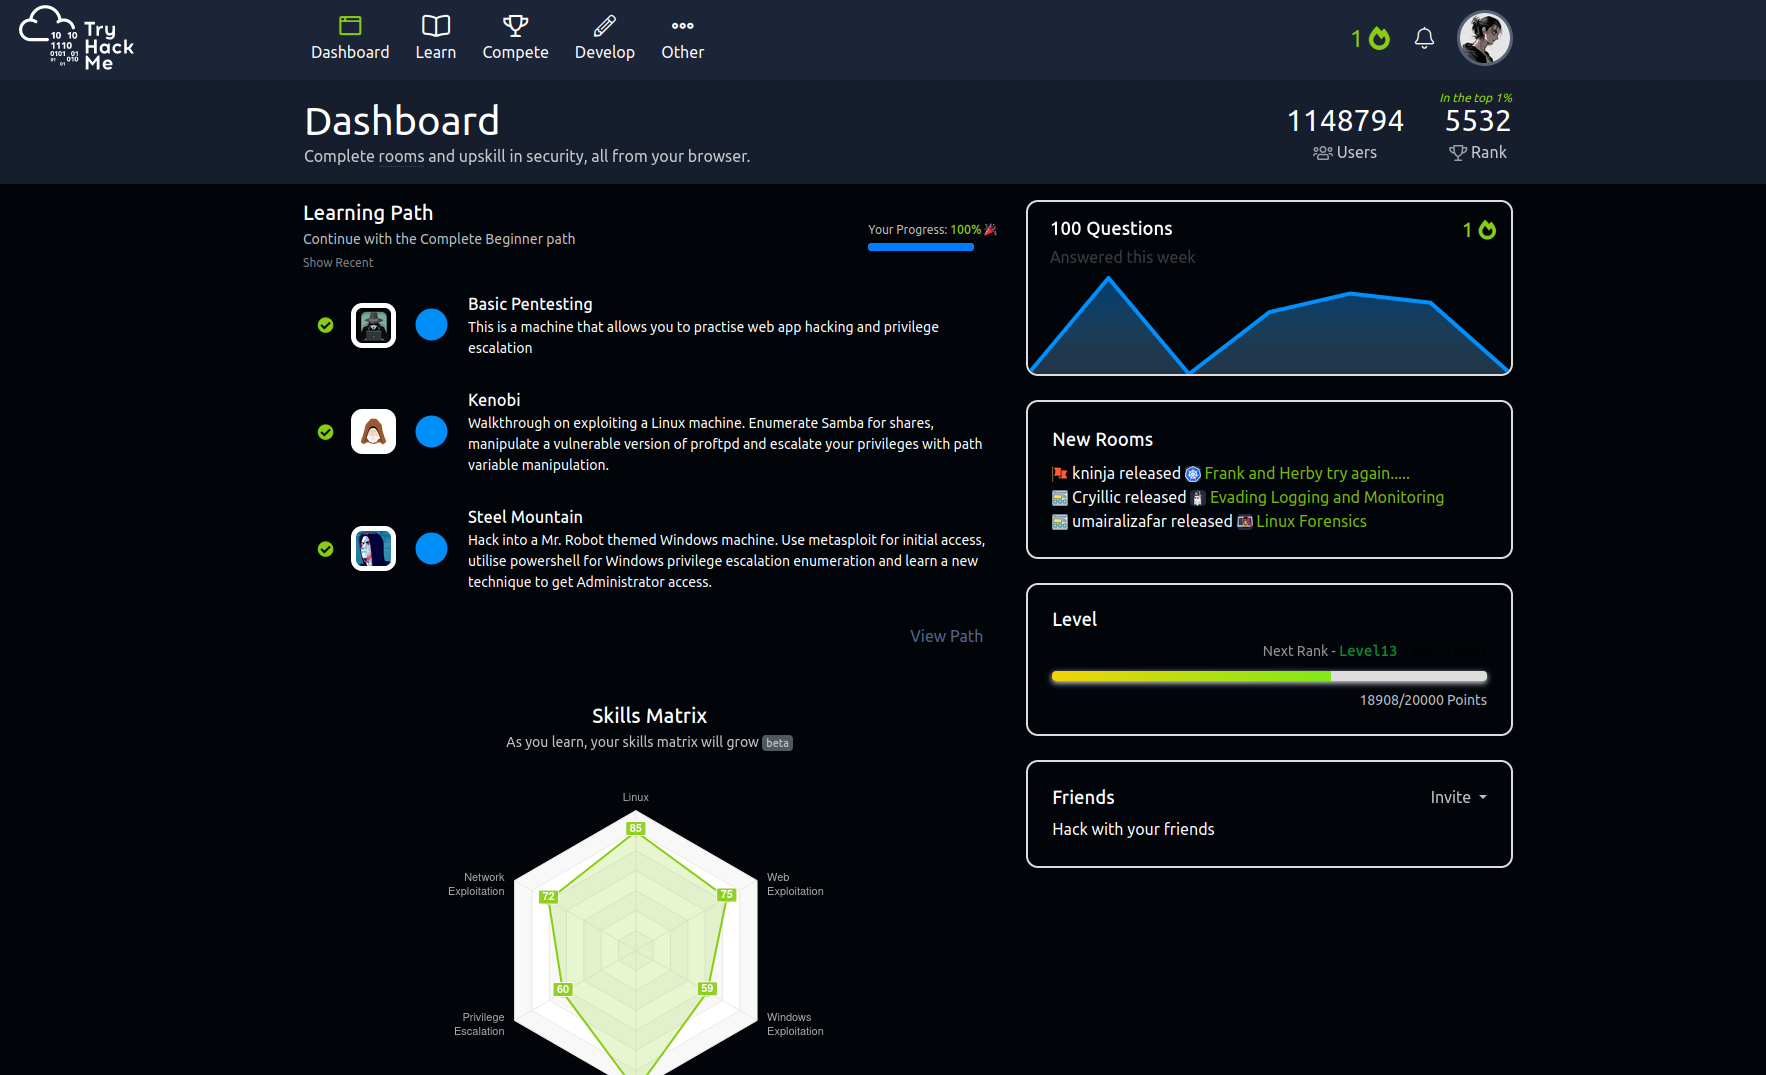 Try
Hack
Me
10 10
1110
0101 01
01 010
01
Dashboard
Learn
Compete
Develop
Other
1
Dashboard
Complete rooms and upskill in security, all from your browser.
1148794
Users
In the top 1%
5532
Rank
Learning Path
Continue with the Complete Beginner path
Show Recent
Your Progress: 100%
Basic Pentesting
This is a machine that allows you to practise web app hacking and privilege
escalation
Kenobi
Walkthrough on exploiting a Linux machine. Enumerate Samba for shares,
manipulate a vulnerable version of proftpd and escalate your privileges with path
variable manipulation.
Steel Mountain
Hack into a Mr. Robot themed Windows machine. Use metasploit for initial access,
utilise powershell for Windows privilege escalation enumeration and learn a new
technique to get Administrator access.
View Path
Skills Matrix
As you learn, your skills matrix will grow beta
Linux
85
Network
Exploitation
72
75
Web
Exploitation
60
59
Privilege
Escalation
Windows
Exploitation
100 Questions
1
Answered this week
New Rooms
kninja released Frank and Herby try again.....
Cryillic released Evading Logging and Monitoring
umairalizafar released Linux Forensics
Level
Next Rank - Level13
18908/20000 Points
Friends
Invite
Hack with your friends